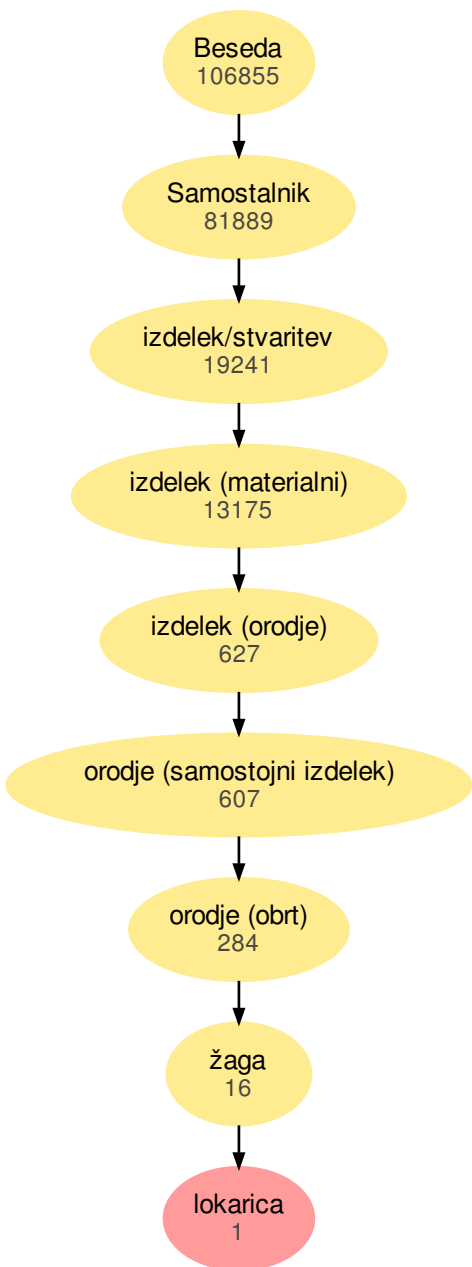 Beseda
106855
Samostalnik
81889
izdelek/stvaritev
19241
izdelek (materialni)
13175
izdelek (orodje)
627
orodje (samostojni izdelek)
607
orodje (obrt)
284
žaga
16
lokarica
1